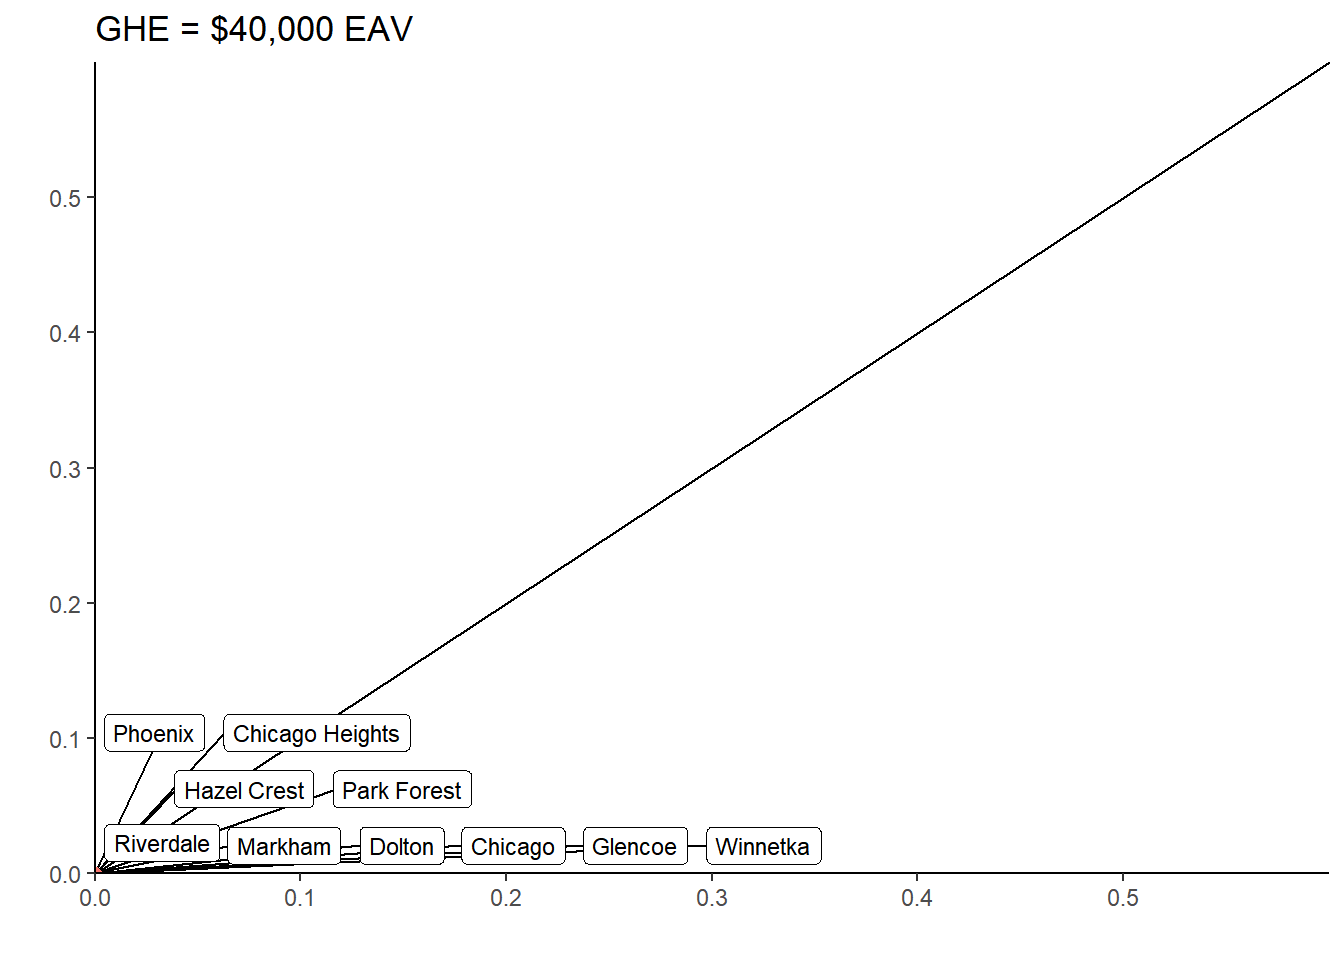 GHE = $40,000 EAV
0.5
0.4
0.3
0.2
0.1
Phoenix
Chicago Heights
Hazel Crest
Park Forest
Riverdale
Markham
Dolton
Chicago
Glencoe
Winnetka
0.0
0.0 0.1 0.2 0.3 0.4 0.5